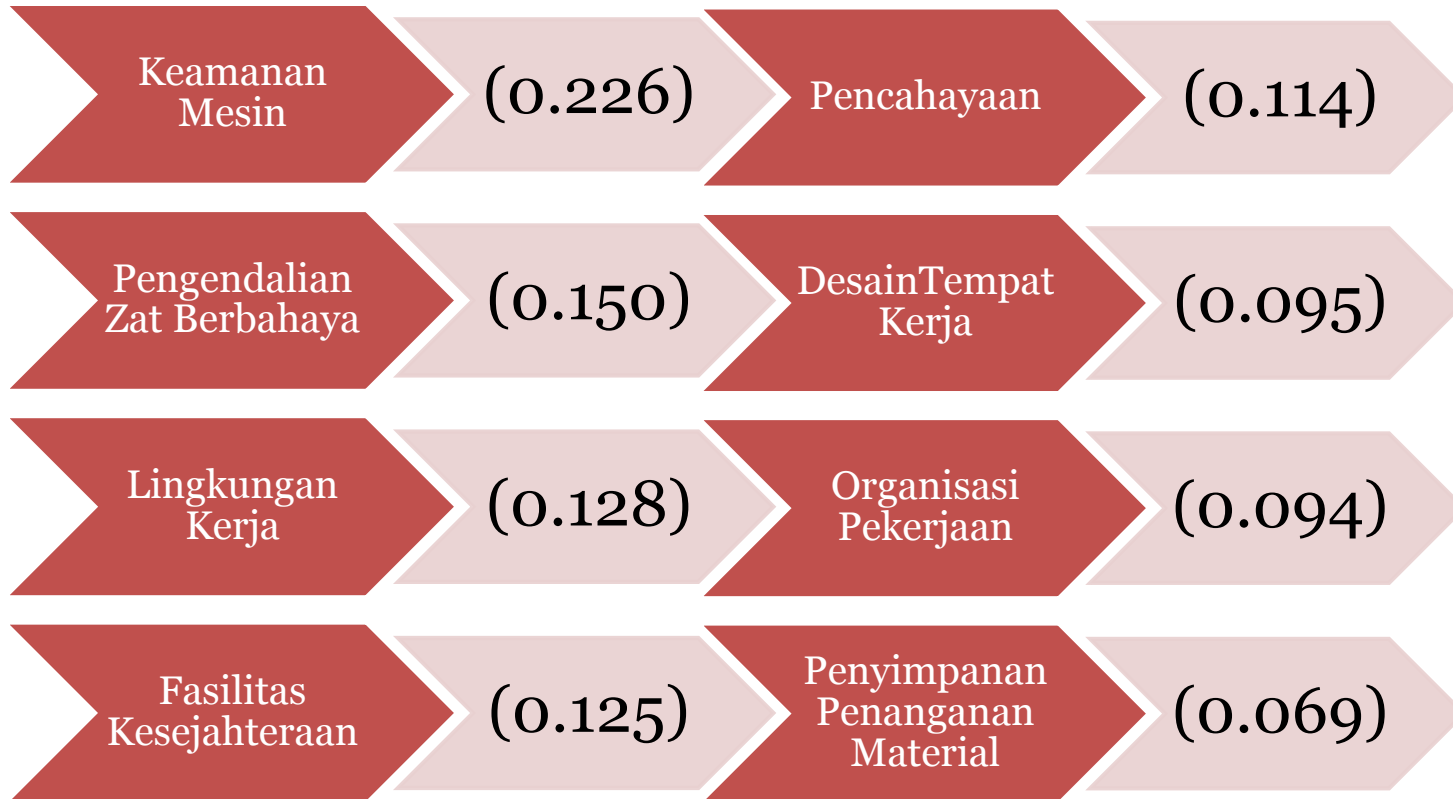 Keamanan
Mesin
(0.226)
Pencahayaan
(0.114)
Pengendalian
Zat Berbahaya
(0.150)
DesainTempat
Kerja
(0.095)
Lingkungan
Kerja
(0.128)
Organisasi
Pekerjaan
(0.094)
Fasilitas
Kesejahteraan
(0.125)
Penyimpanan
Penanganan
Material
(0.069)